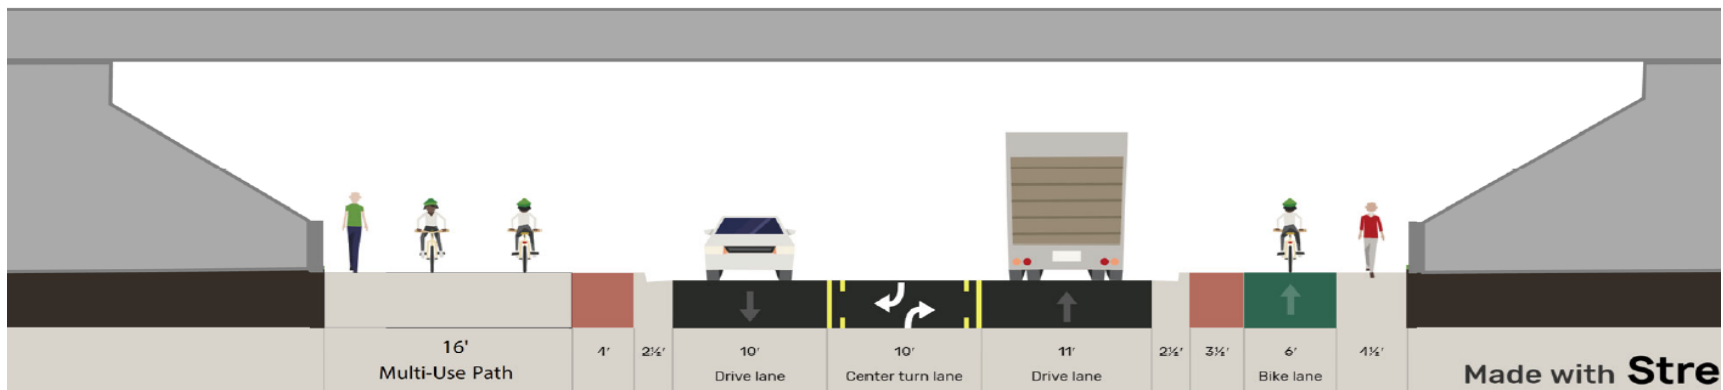 16' 4' 2½' 10' 10' 11' 2½' 3½' 6' 4½'
Multi-Use Path Drive lane Center turn lane Drive lane Bike lane
Made with Stre